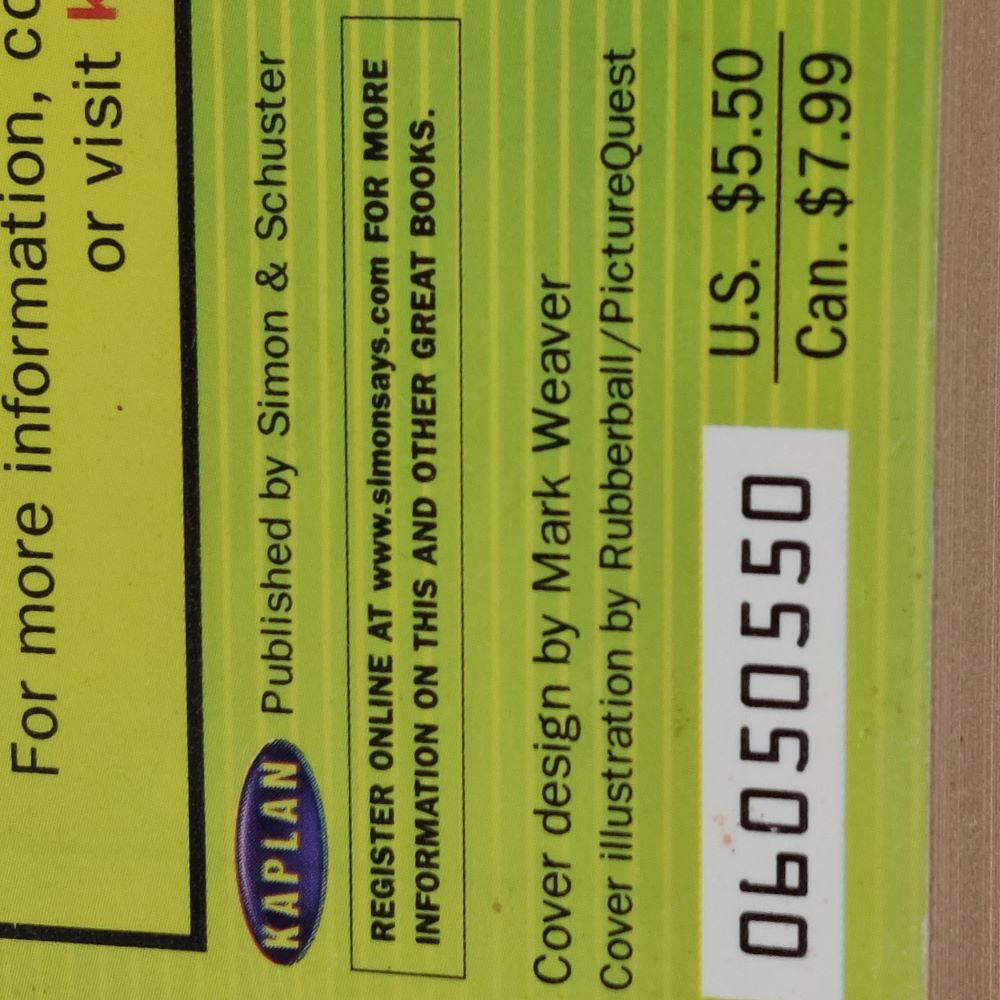 For more information, co
or visit
KAPLAN Published by Simon & Schuster
REGISTER ONLINE AT www.simonsays.com FOR MORE
INFORMATION ON THIS AND OTHER GREAT BOOKS.
Cover design by Mark Weaver
Cover illustration by Rubberball/PictureQuest
U.S. $5.50
Can. $7.99
06050550